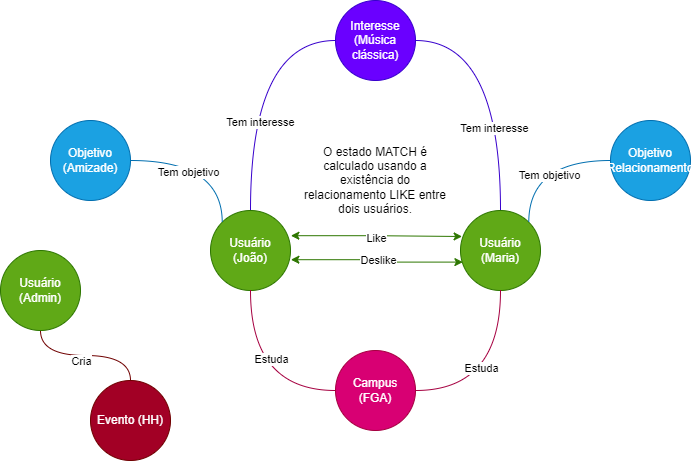 Interesse
(Música
clássica)
Tem interesse
Tem interesse
Objetivo
(Amizade)
Tem objetivo
O estado MATCH é
calculado usando a
existência do
relacionamento LIKE entre
dois usuários.
Objetivo
Relacionamento
Tem objetivo
Usuário
(João)
Like
Deslike
Usuário
(Maria)
Usuário
(Admin)
Cria
Evento (HH)
Estuda
Campus
(FGA)
Estuda